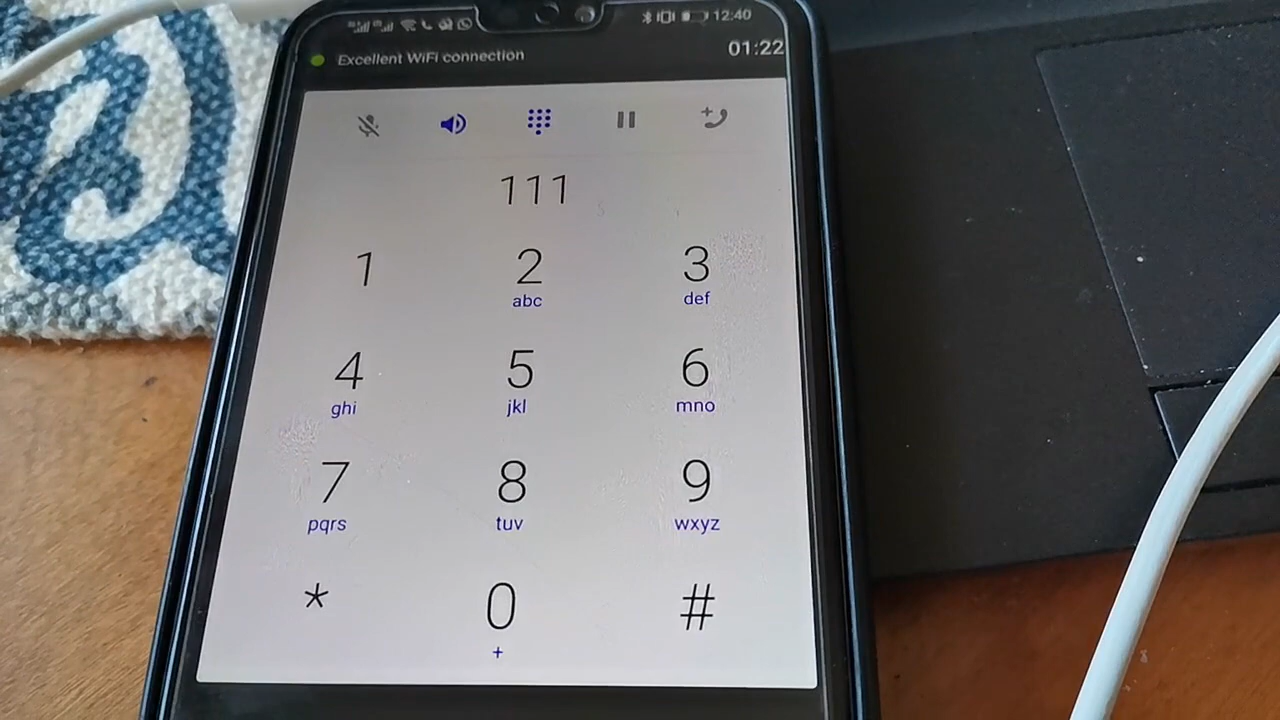 12:40
Excellent WiFi connection
01:22
111
1
2
3
abc
def
4
5
6
ghi
jkl
mno
7
8
9
pqrs
tuv
wxyz
*
0
#
+